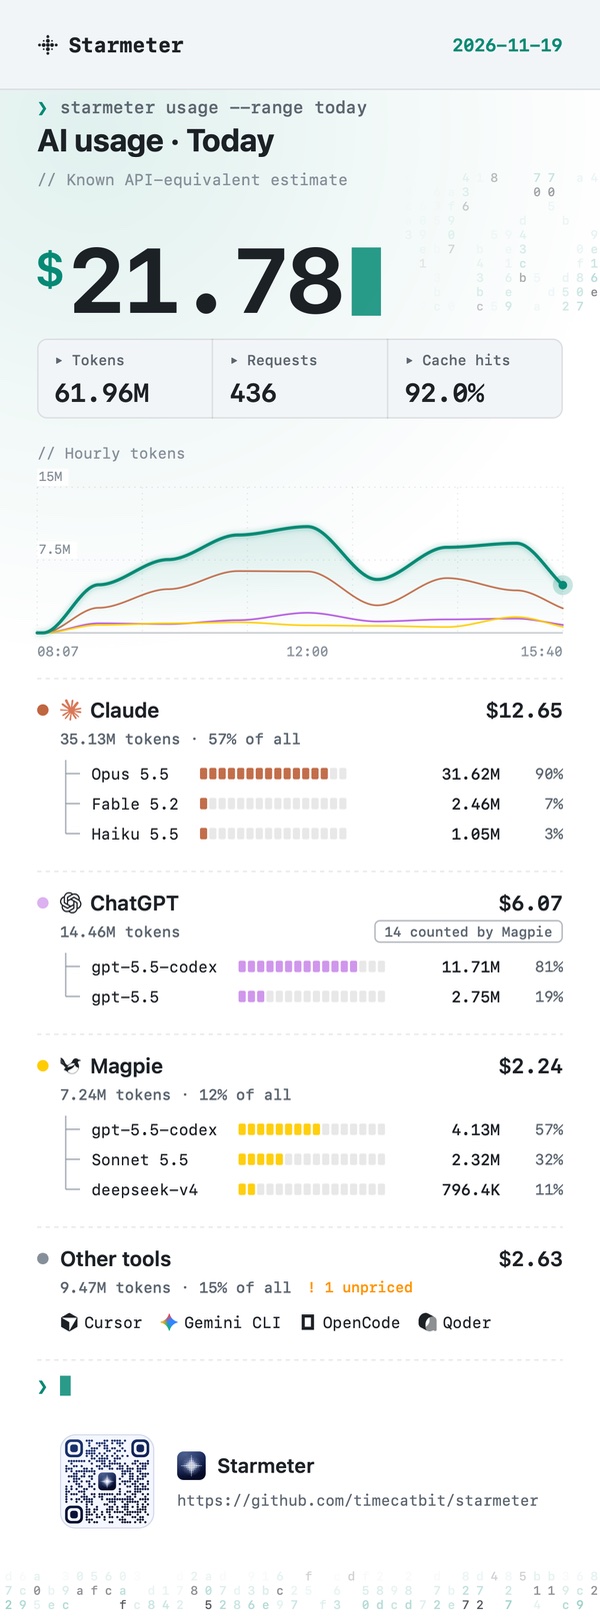 Starmeter
2026-11-19
❯ starmeter usage --range today
AI usage · Today
// Known API-equivalent estimate
$21.78
▸ Tokens
61.96M
▸ Requests
436
▸ Cache hits
92.0%
// Hourly tokens
15M
7.5M
08:07 12:00 15:40
Claude $12.65
35.13M tokens · 57% of all
Opus 5.5 31.62M 90%
Fable 5.2 2.46M 7%
Haiku 5.5 1.05M 3%
ChatGPT $6.07
14.46M tokens 14 counted by Magpie
gpt-5.5-codex 11.71M 81%
gpt-5.5 2.75M 19%
Magpie $2.24
7.24M tokens · 12% of all
gpt-5.5-codex 4.13M 57%
Sonnet 5.5 2.32M 32%
deepseek-v4 796.4K 11%
Other tools $2.63
9.47M tokens · 15% of all ! 1 unpriced
Cursor Gemini CLI OpenCode Qoder
❯
Starmeter
https://github.com/timecatbit/starmeter